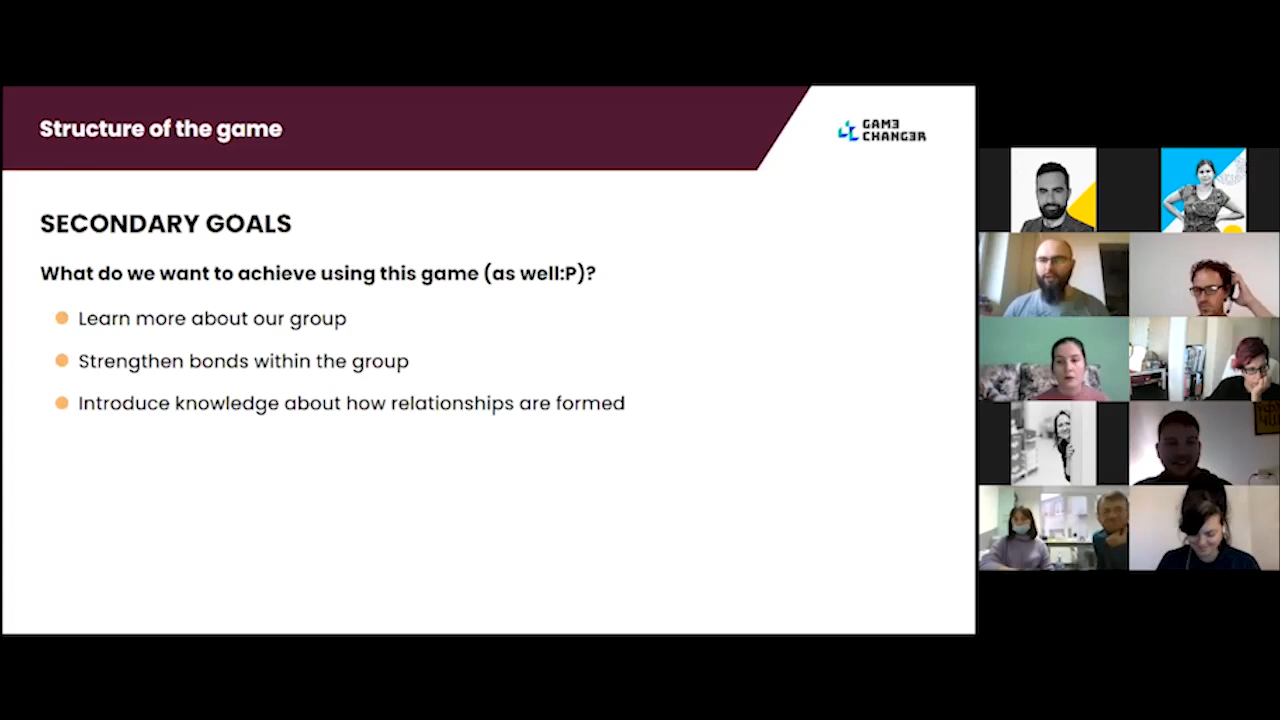 Structure of the game
GAM3
CHANG3R
SECONDARY GOALS
What do we want to achieve using this game (as well:P)?
Learn more about our group
Strengthen bonds within the group
Introduce knowledge about how relationships are formed